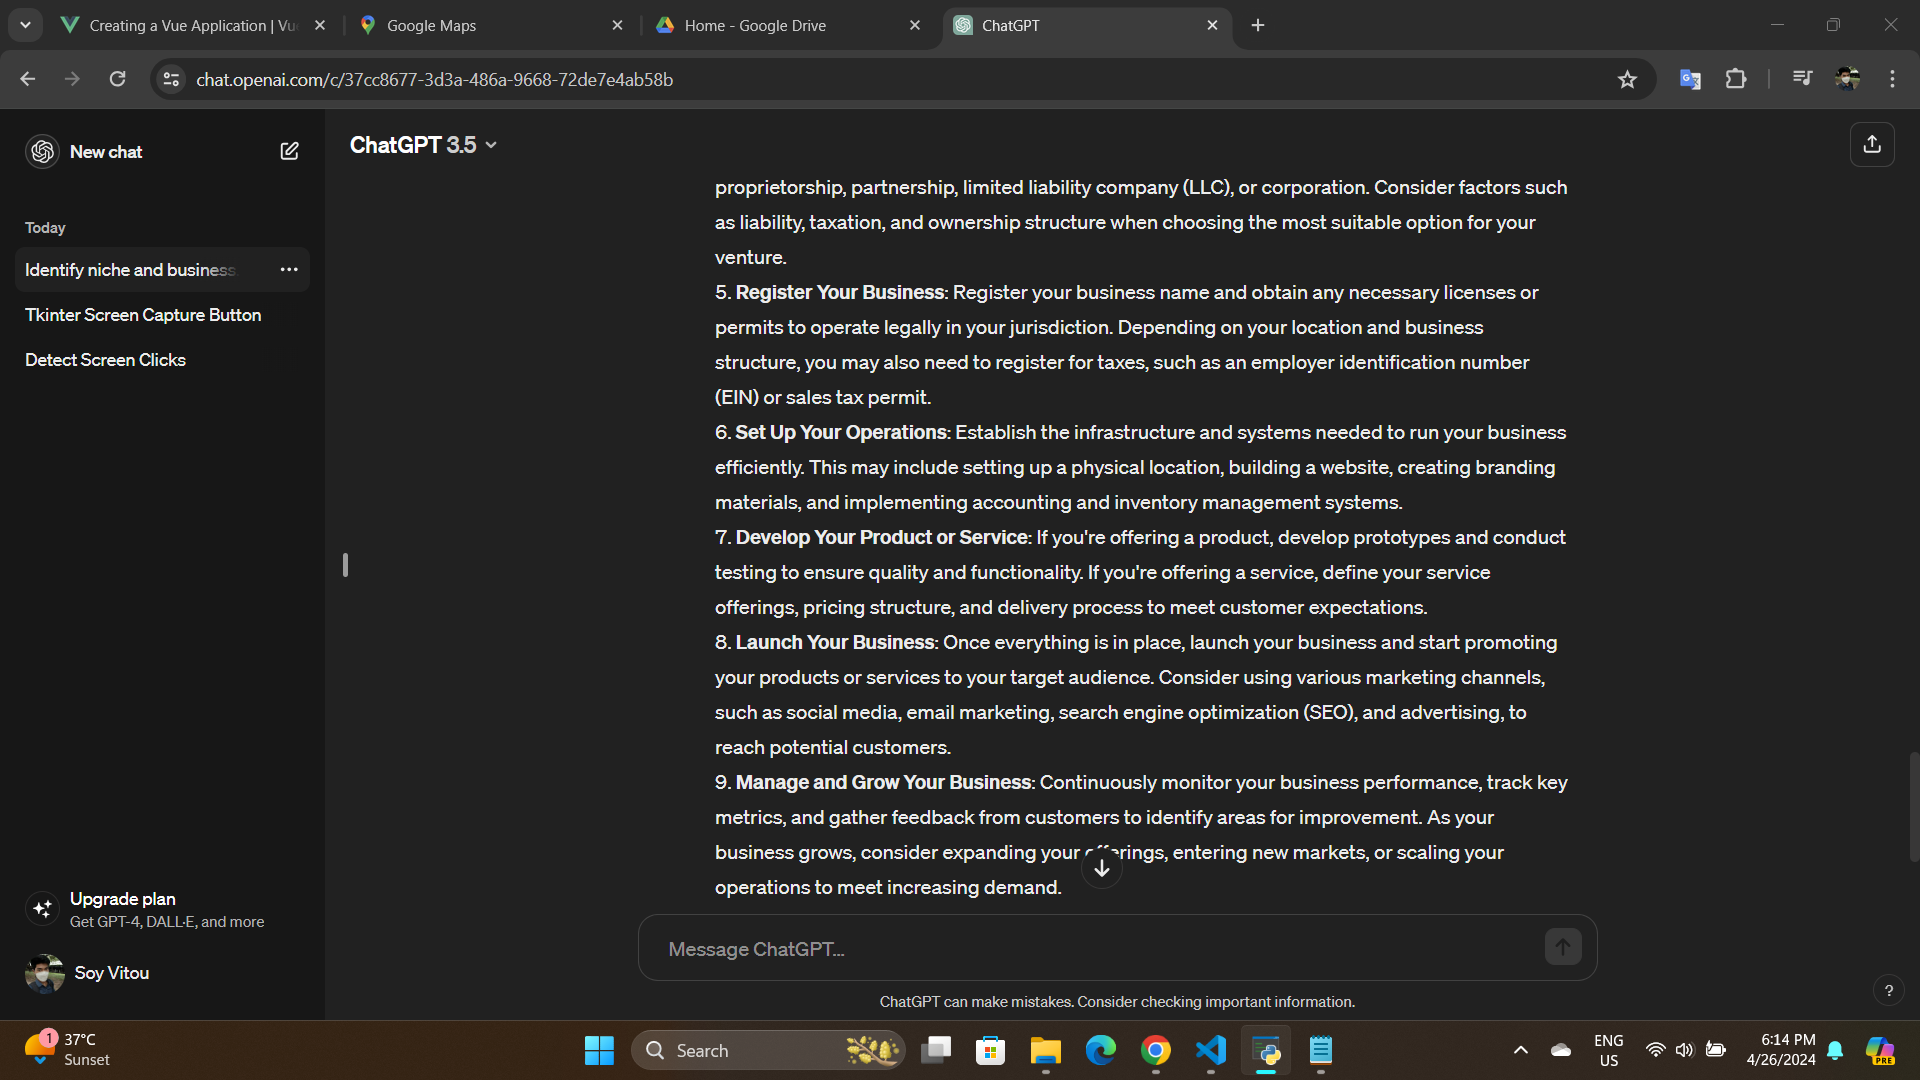 Creating a Vue Application | Vu
Google Maps
Home - Google Drive
ChatGPT
chat.openai.com/c/37cc8677-3d3a-486a-9668-72de7e4ab58b
New chat
ChatGPT 3.5
Today
Identify niche and business
Tkinter Screen Capture Button
Detect Screen Clicks
proprietorship, partnership, limited liability company (LLC), or corporation. Consider factors such
as liability, taxation, and ownership structure when choosing the most suitable option for your
venture.
5. Register Your Business: Register your business name and obtain any necessary licenses or
permits to operate legally in your jurisdiction. Depending on your location and business
structure, you may also need to register for taxes, such as an employer identification number
(EIN) or sales tax permit.
6. Set Up Your Operations: Establish the infrastructure and systems needed to run your business
efficiently. This may include setting up a physical location, building a website, creating branding
materials, and implementing accounting and inventory management systems.
7. Develop Your Product or Service: If you're offering a product, develop prototypes and conduct
testing to ensure quality and functionality. If you're offering a service, define your service
offerings, pricing structure, and delivery process to meet customer expectations.
8. Launch Your Business: Once everything is in place, launch your business and start promoting
your products or services to your target audience. Consider using various marketing channels,
such as social media, email marketing, search engine optimization (SEO), and advertising, to
reach potential customers.
9. Manage and Grow Your Business: Continuously monitor your business performance, track key
metrics, and gather feedback from customers to identify areas for improvement. As your
business grows, consider expanding your offerings, entering new markets, or scaling your
operations to meet increasing demand.
Upgrade plan
Get GPT-4, DALL·E, and more
Soy Vitou
Message ChatGPT...
ChatGPT can make mistakes. Consider checking important information.
?
1
37°C
Sunset
Search
ENG
US
6:14 PM
4/26/2024
PRE